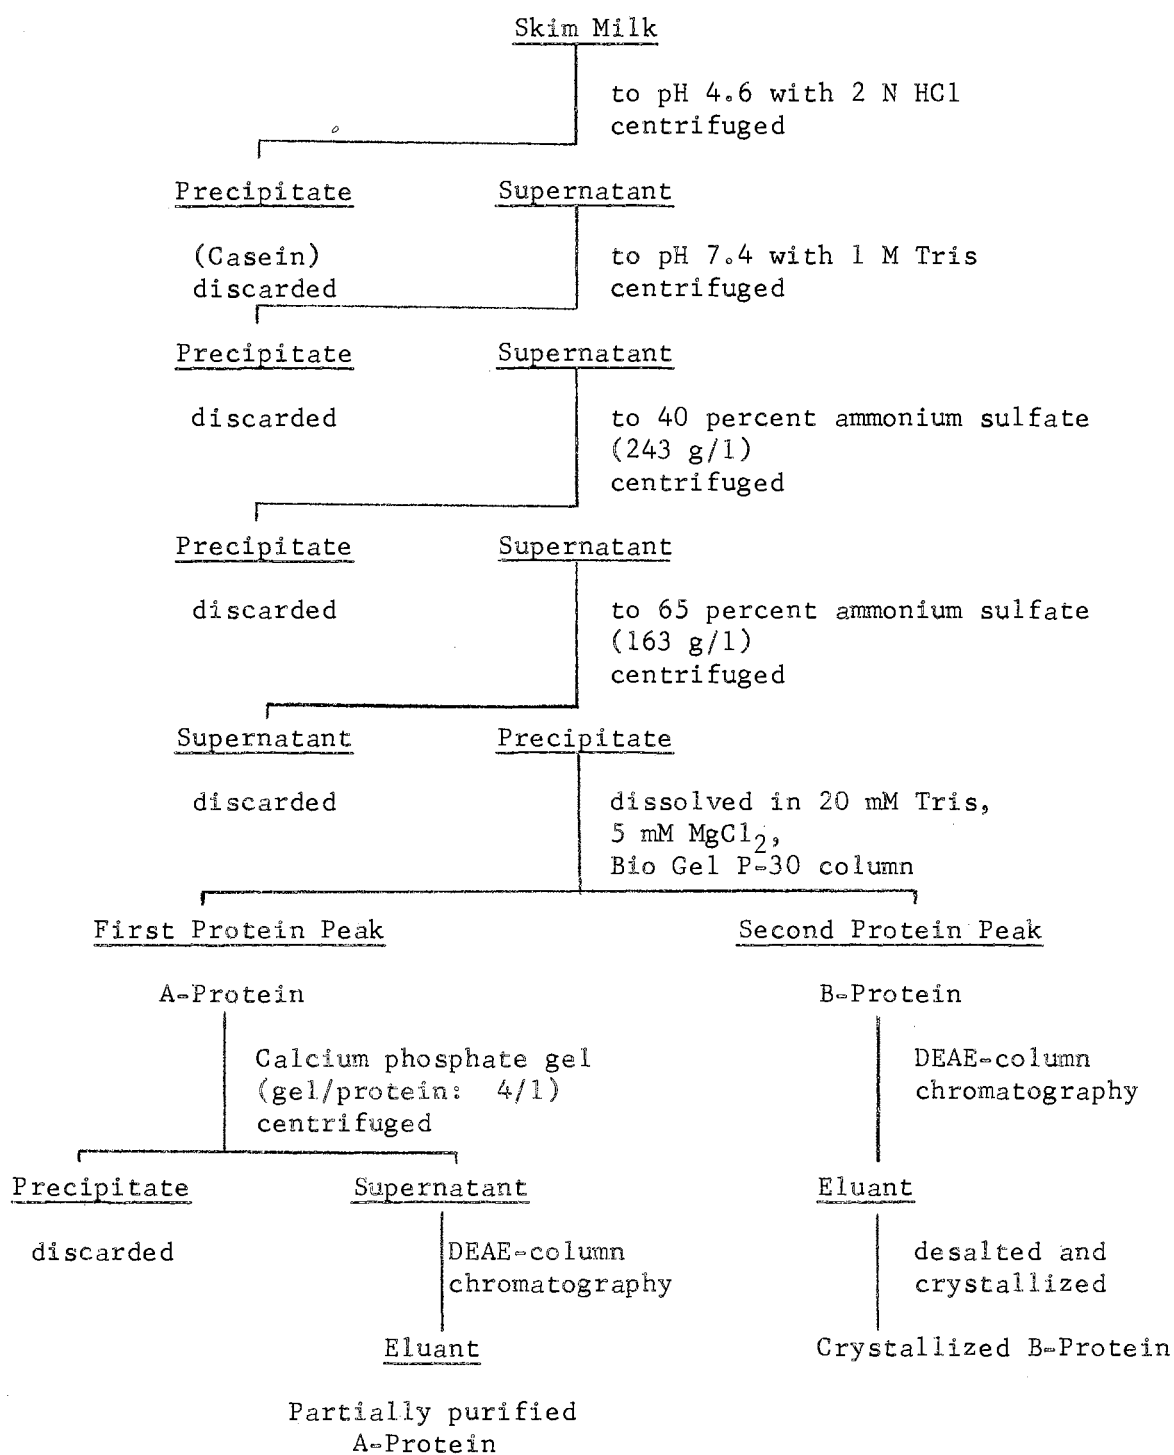 Skim Milk
to pH 4.6 with 2 N HCl
centrifuged
Precipitate
Supernatant
(Casein)
discarded
to pH 7.4 with 1 M Tris
centrifuged
Precipitate
Supernatant
discarded
to 40 percent ammonium sulfate
(243 g/l)
centrifuged
Precipitate
Supernatant
discarded
to 65 percent ammonium sulfate
(163 g/l)
centrifuged
Supernatant
Precipitate
discarded
dissolved in 20 mM Tris,
5 mM MgCl2,
Bio Gel P-30 column
First Protein Peak
Second Protein Peak
A-Protein
B-Protein
Calcium phosphate gel
(gel/protein: 4/1)
centrifuged
DEAE-column
chromatography
Precipitate
Supernatant
Eluant
discarded
DEAE-column
chromatography
desalted and
crystallized
Eluant
Crystallized B-Protein
Partially purified
A-Protein